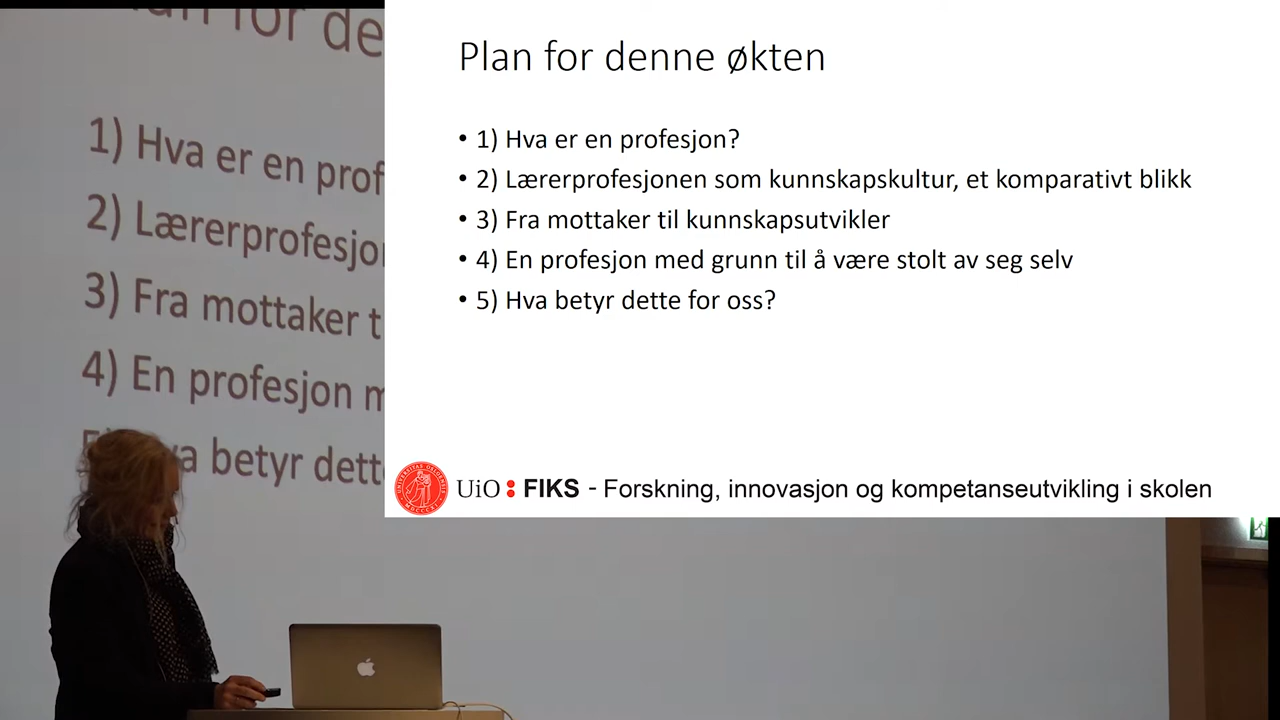 Plan for denne økten
• 1) Hva er en profesjon?
• 2) Lærerprofesjonen som kunnskapskultur, et komparativt blikk
• 3) Fra mottaker til kunnskapsutvikler
• 4) En profesjon med grunn til å være stolt av seg selv
• 5) Hva betyr dette for oss?
UiO: FIKS - Forskning, innovasjon og kompetanseutvikling i skolen
for de
1) Hva er en prof
2) Lærerprofesjo
3) Fra mottaker t
4) En profesjon m
betyr dett